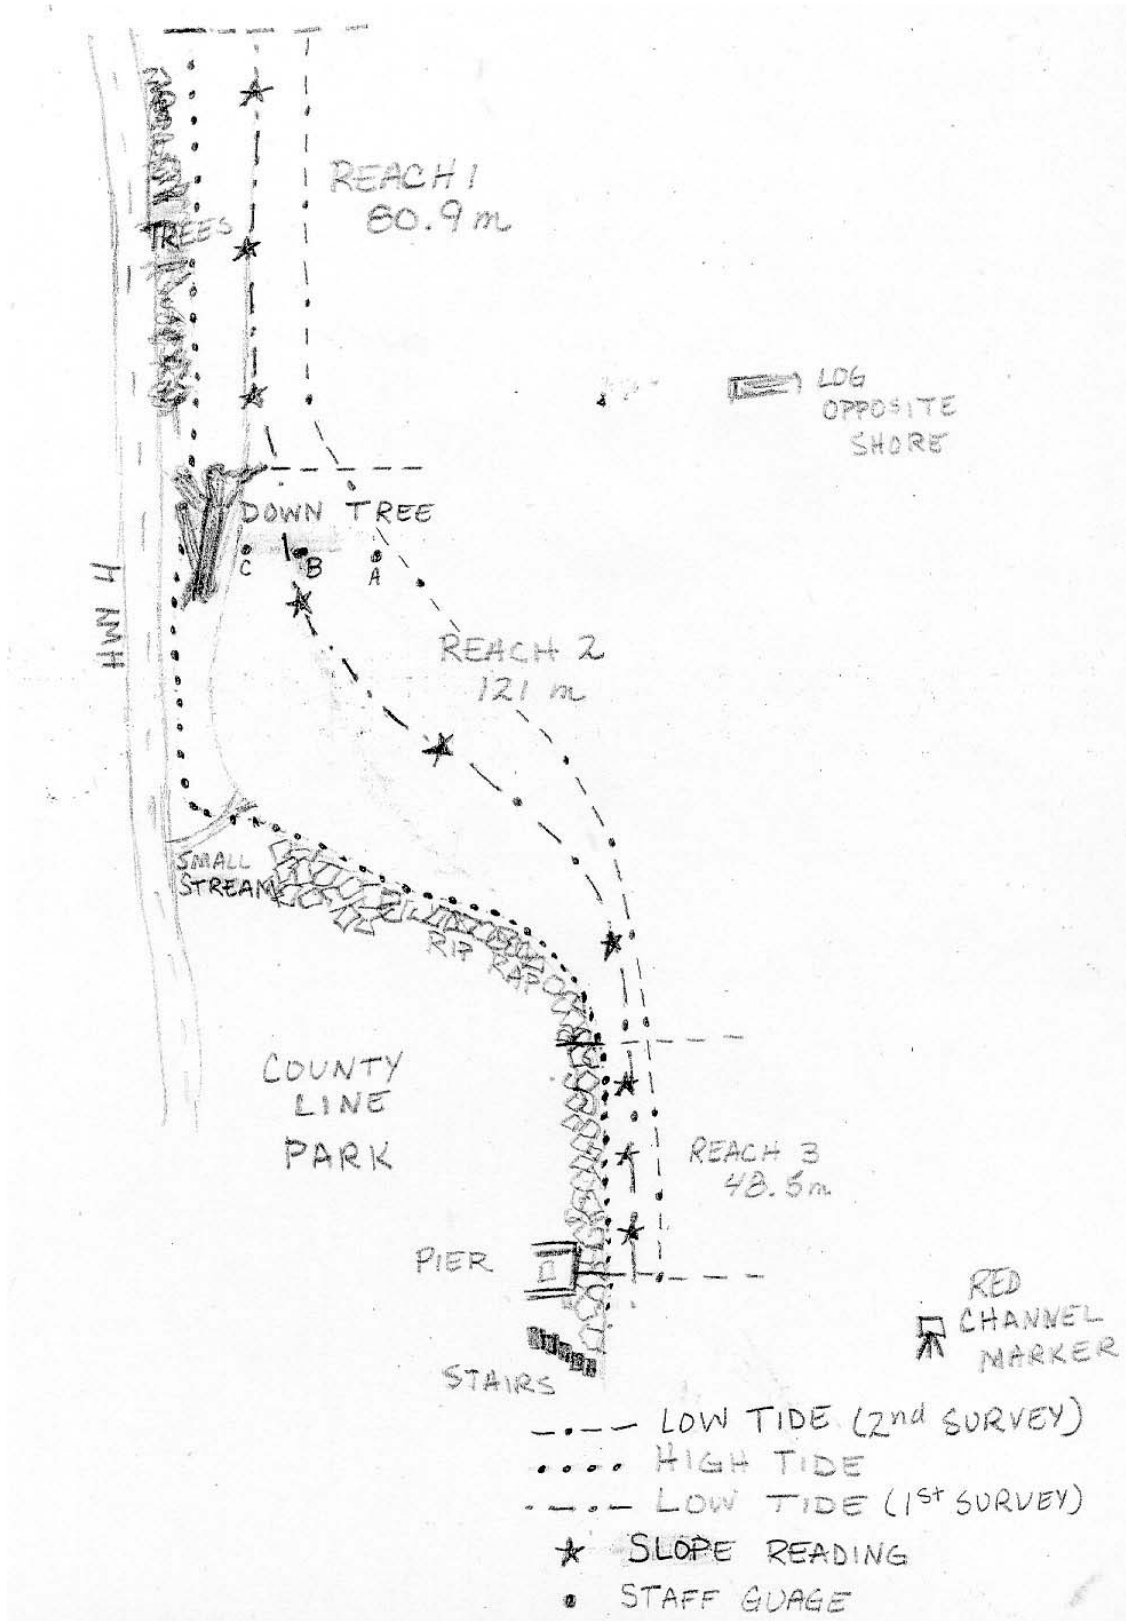 REACH 1
80.9 m
TREES
LOG
OPPOSITE
SHORE
DOWN TREE
C
B
A
HWY 4
REACH 2
121 m
SMALL
STREAM
RIP RAP
COUNTY
LINE
PARK
REACH 3
48.5m
PIER
RED
CHANNEL
MARKER
STAIRS
LOW TIDE (2nd SURVEY)
HIGH TIDE
LOW TIDE (1st SURVEY)
SLOPE READING
STAFF GUAGE